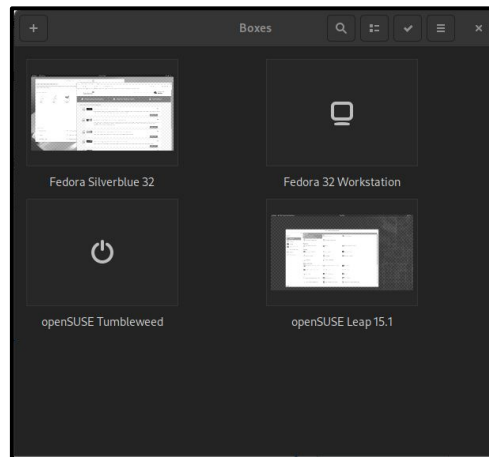 Boxes
Fedora Silverblue 32
Fedora 32 Workstation
openSUSE Tumbleweed
openSUSE Leap 15.1